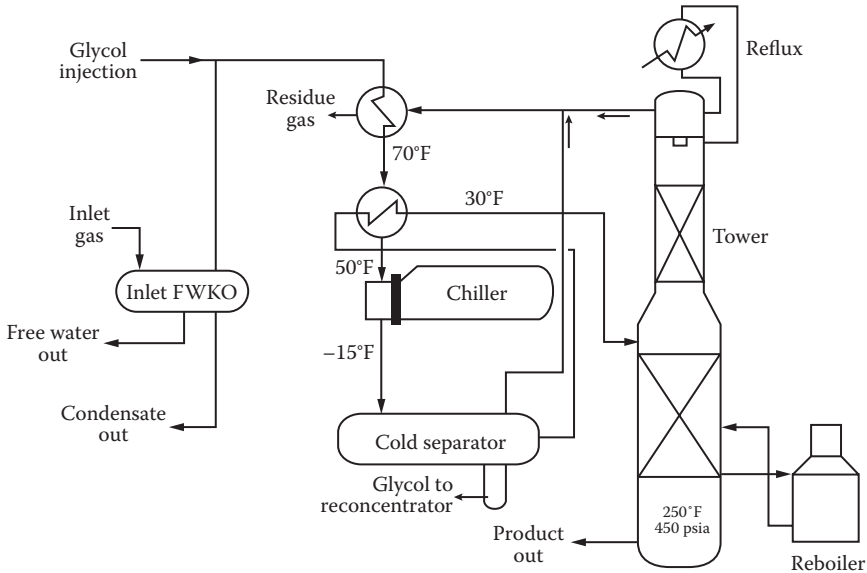 Glycol
injection
Reflux
Residue
gas
70°F
30°F
Inlet
gas
Tower
50°F
Chiller
Inlet FWKO
Free water
out
–15°F
Condensate
out
Cold separator
Glycol to
reconcentrator
250°F
450 psia
Product
out
Reboiler